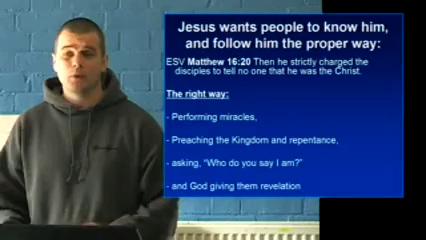 Jesus wants people to know him,
and follow him the proper way:
ESV Matthew 16:20 Then he strictly charged the
disciples to tell no one that he was the Christ.
The right way:
- Performing miracles,
- Preaching the Kingdom and repentance,
- asking, “Who do you say I am?”
- and God giving them revelation